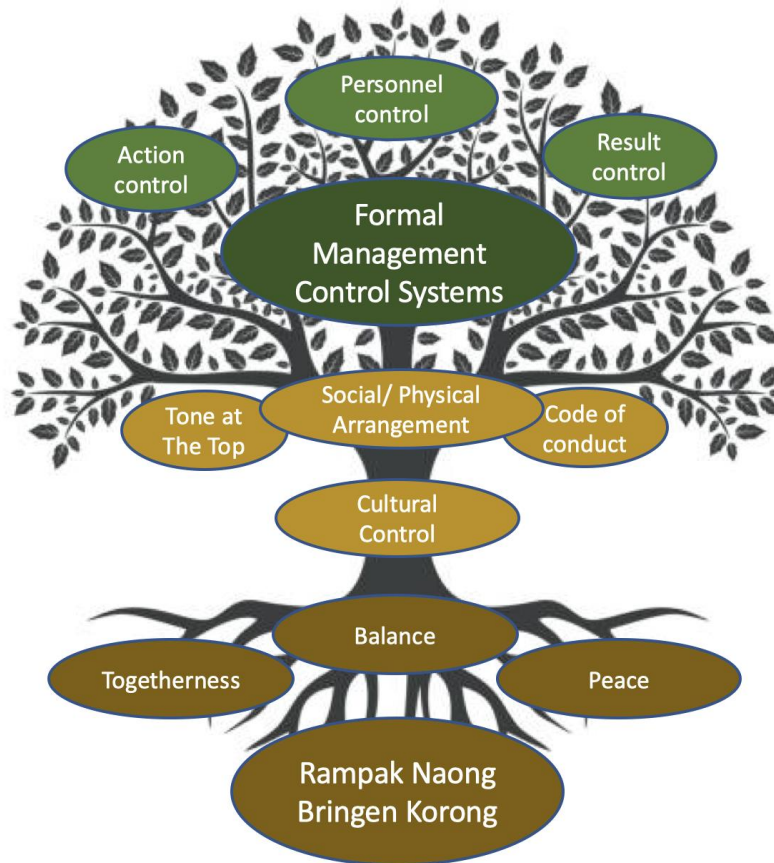 Personnel
control
Action
control
Result
control
Formal
Management
Control Systems
Tone at
The Top
Social/ Physical
Arrangement
Code of
conduct
Cultural
Control
Balance
Togetherness
Peace
Rampak Naong
Bringen Korong